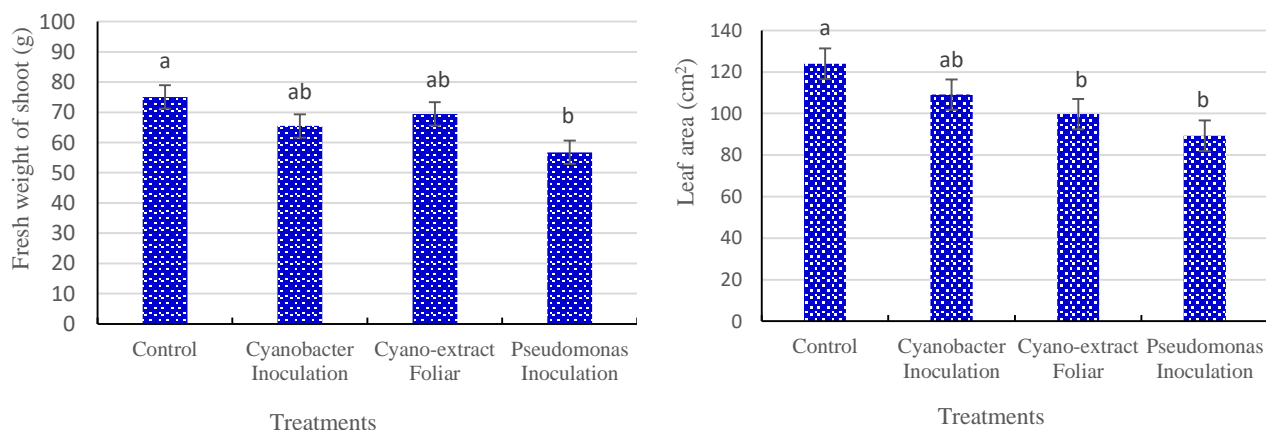 Fresh weight of shoot (g)
100
90
80
70
60
50
40
30
20
10
0
a
ab
ab
b
Control
Cyanobacter
Inoculation
Cyano-extract
Foliar
Pseudomonas
Inoculation
Treatments
Leaf area (cm²)
140
120
100
80
60
40
20
0
a
ab
b
b
Control
Cyanobacter
Inoculation
Cyano-extract
Foliar
Pseudomonas
Inoculation
Treatments